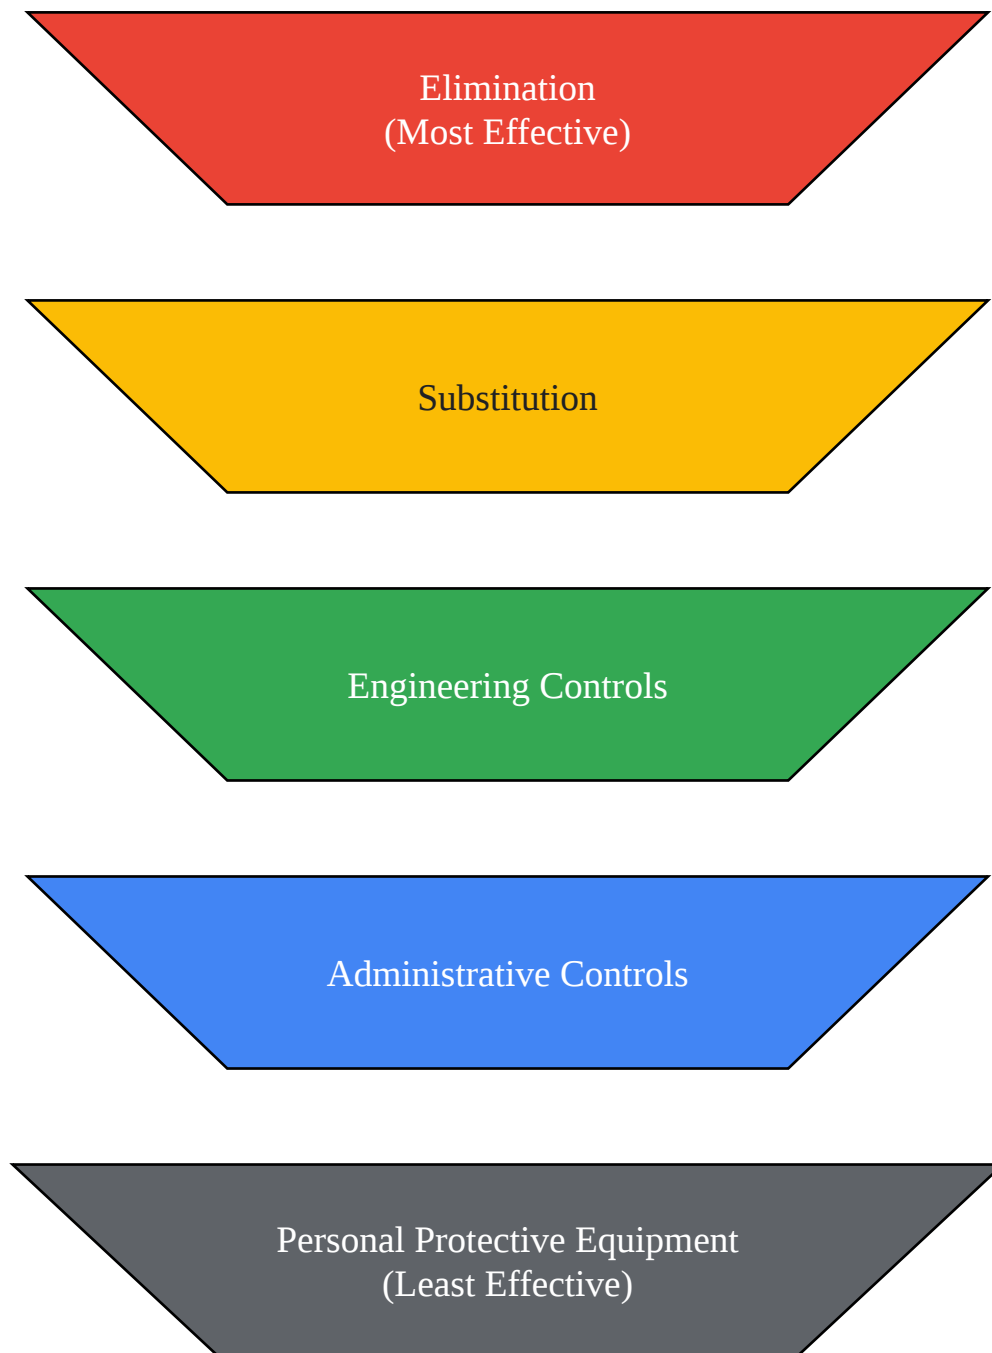 Elimination
(Most Effective)
Substitution
Engineering Controls
Administrative Controls
Personal Protective Equipment
(Least Effective)